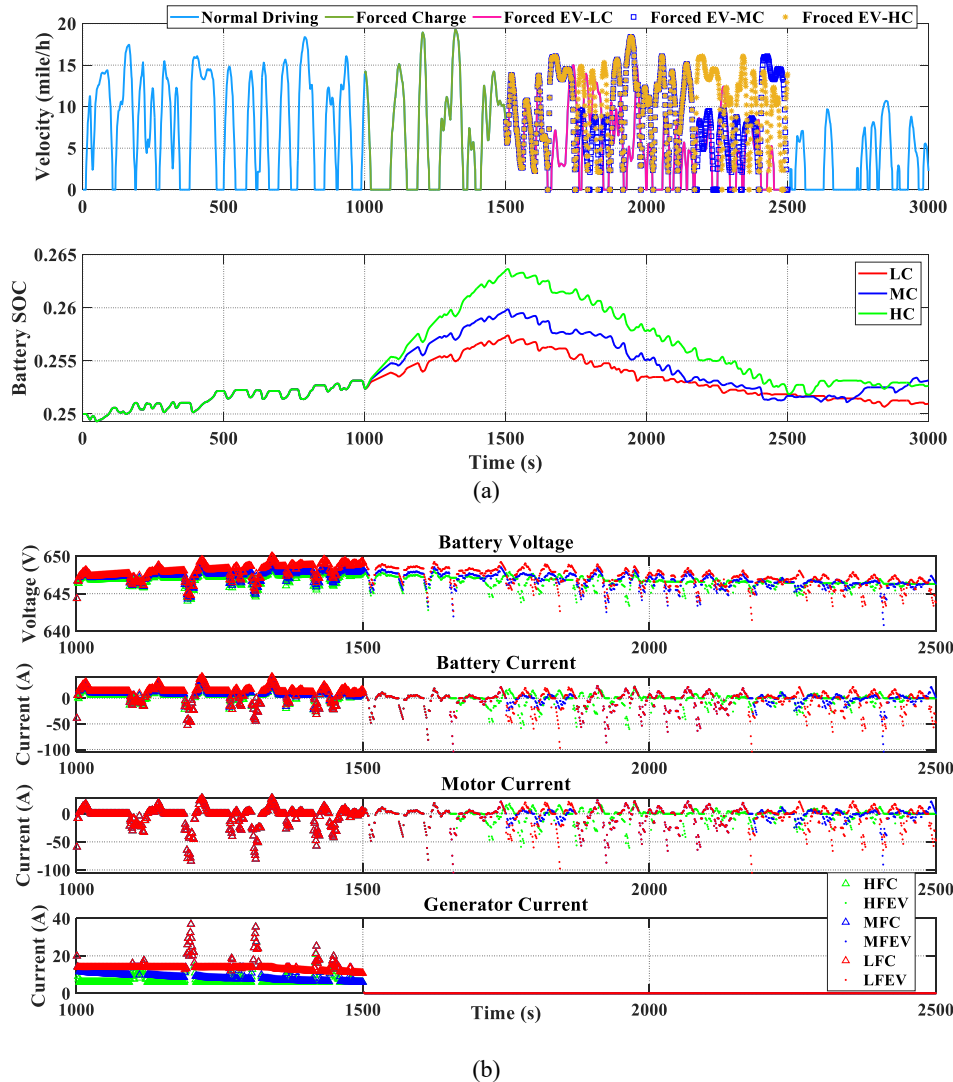 Normal Driving Forced Charge Forced EV-LC Forced EV-MC Froced EV-HC
Velocity (mile/h)
20
15
10
5
0
0 500 1000 1500 2000 2500 3000
Battery SOC
0.265
0.26
0.255
0.25
LC
MC
HC
0 500 1000 1500 2000 2500 3000
Time (s)
(a)
Battery Voltage
Voltage (V)
650
645
640
1000 1500 2000 2500
Battery Current
Current (A)
0
-50
-100
1000 1500 2000 2500
Motor Current
Current (A)
0
-50
-100
1000 1500 2000 2500
Generator Current
Current (A)
40
20
0
HFC
HFEV
MFC
MFEV
LFC
LFEV
1000 1500 2000 2500
Time (s)
(b)